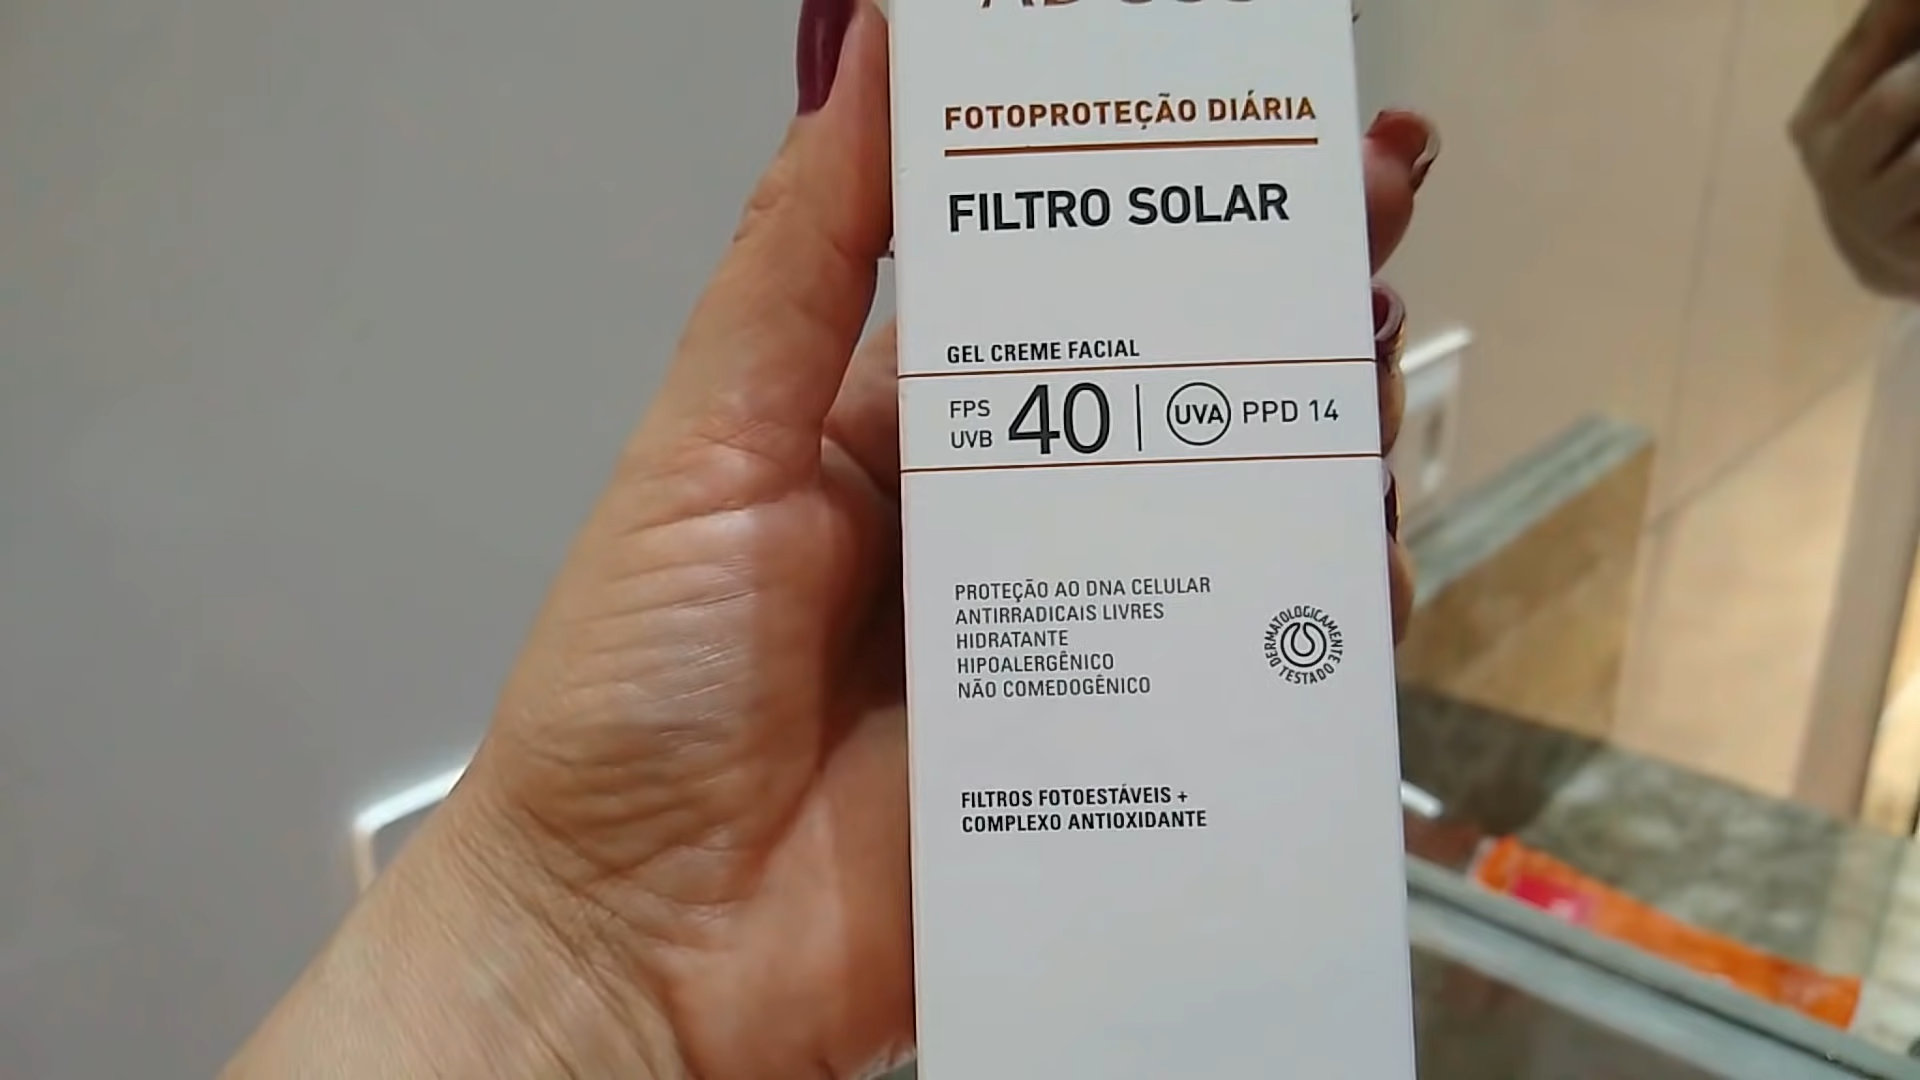 FOTOPROTEÇÃO DIÁRIA
FILTRO SOLAR
GEL CREME FACIAL
FPS
UVB
40
UVA
PPD 14
PROTEÇÃO AO DNA CELULAR
ANTIRRADICAIS LIVRES
HIDRATANTE
HIPOALERGÊNICO
NÃO COMEDOGÊNICO
DERMATOLOGICAMENTE TESTADO
FILTROS FOTOESTÁVEIS +
COMPLEXO ANTIOXIDANTE